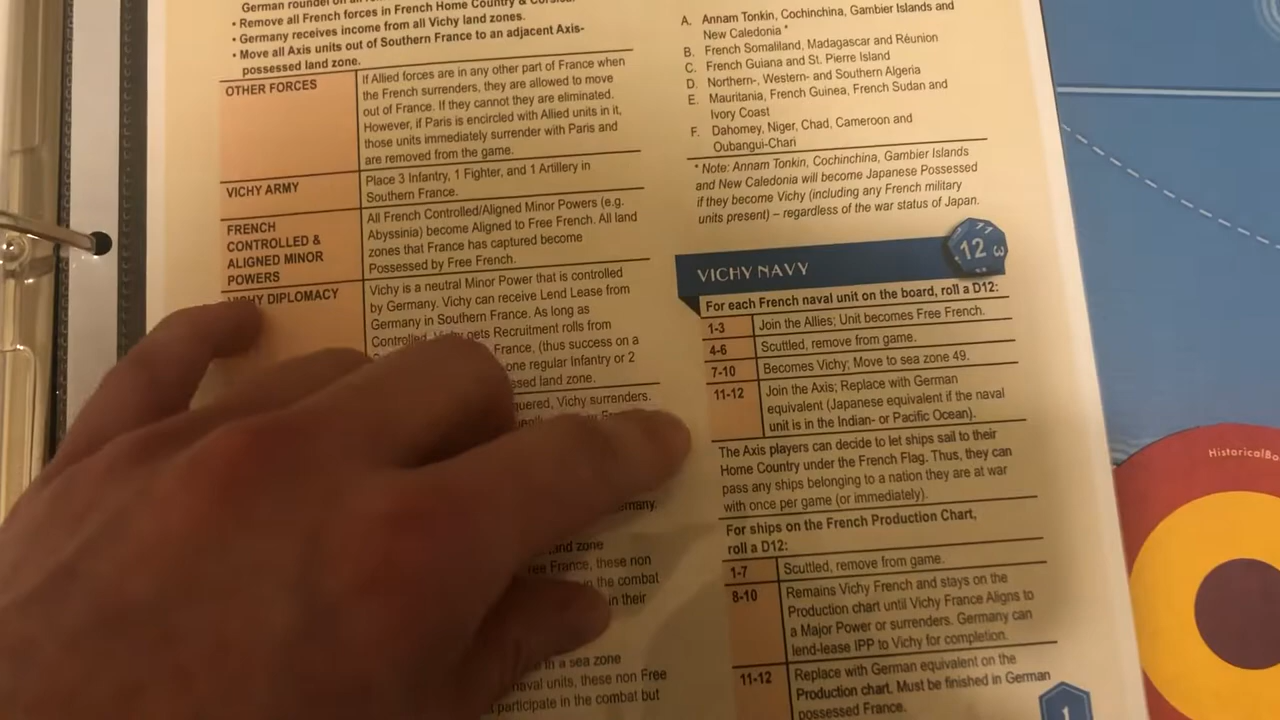 German roundel on all
• Remove all French forces in French Home Country &
• Germany receives income from all Vichy land zones.
• Move all Axis units out of Southern France to an adjacent Axis-
possessed land zone.
OTHER FORCES
If Allied forces are in any other part of France when
the French surrenders, they are allowed to move
out of France. If they cannot they are eliminated.
However, if Paris is encircled with Allied units in it,
those units immediately surrender with Paris and
are removed from the game.
VICHY ARMY
Place 3 Infantry, 1 Fighter, and 1 Artillery in
Southern France.
FRENCH
CONTROLLED &
ALIGNED MINOR
POWERS
All French Controlled/Aligned Minor Powers (e.g.
Abyssinia) become Aligned to Free French. All land
zones that France has captured become
Possessed by Free French.
VICHY DIPLOMACY
Vichy is a neutral Minor Power that is controlled
by Germany. Vichy can receive Lend Lease from
Germany in Southern France. As long as
Controlled, Vichy gets Recruitment rolls from
France, (thus success on a
one regular Infantry or 2
land zone.
Vichy surrenders.
and zone
France, these non
in the combat
in their
in a sea zone
naval units, these non Free
participate in the combat but
A. Annam Tonkin, Cochinchina, Gambier Islands and
New Caledonia *
B. French Somaliland, Madagascar and Réunion
C. French Guiana and St. Pierre Island
D. Northern-, Western- and Southern Algeria
E. Mauritania, French Guinea, French Sudan and
Ivory Coast
F. Dahomey, Niger, Chad, Cameroon and
Oubangui-Chari
* Note: Annam Tonkin, Cochinchina, Gambier Islands
and New Caledonia will become Japanese Possessed
if they become Vichy (including any French military
units present) – regardless of the war status of Japan.
VICHY NAVY
11
12
3
For each French naval unit on the board, roll a D12:
1-3 Join the Allies; Unit becomes Free French.
4-6 Scuttled, remove from game.
7-10 Becomes Vichy; Move to sea zone 49.
11-12 Join the Axis; Replace with German
equivalent (Japanese equivalent if the naval
unit is in the Indian- or Pacific Ocean).
The Axis players can decide to let ships sail to their
Home Country under the French Flag. Thus, they can
pass any ships belonging to a nation they are at war
with once per game (or immediately).
For ships on the French Production Chart,
roll a D12:
1-7 Scuttled, remove from game.
8-10 Remains Vichy French and stays on the
Production chart until Vichy France Aligns to
a Major Power or surrenders. Germany can
lend-lease IPP to Vichy for completion.
11-12 Replace with German equivalent on the
Production chart. Must be finished in German
possessed France.
1